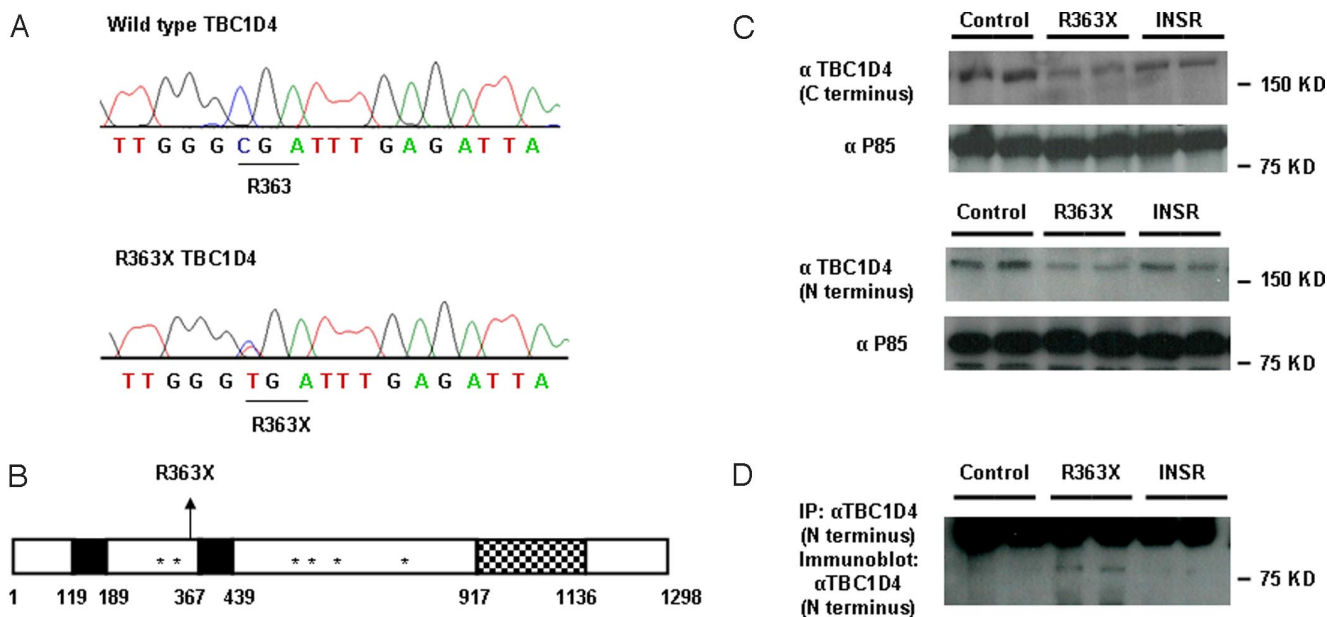 A
Wild type TBC1D4
T T G G G C G A T T T G A G A T T A
R363
R363X TBC1D4
T T G G G T G A T T T G A G A T T A
R363X
B
R363X
* * * * * *
1 119 189 367 439 917 1136 1298
C
Control R363X INSR
α TBC1D4
(C terminus)
150 KD
α P85
75 KD
Control R363X INSR
α TBC1D4
(N terminus)
150 KD
α P85
75 KD
D
Control R363X INSR
IP: αTBC1D4
(N terminus)
Immunoblot:
αTBC1D4
(N terminus)
75 KD